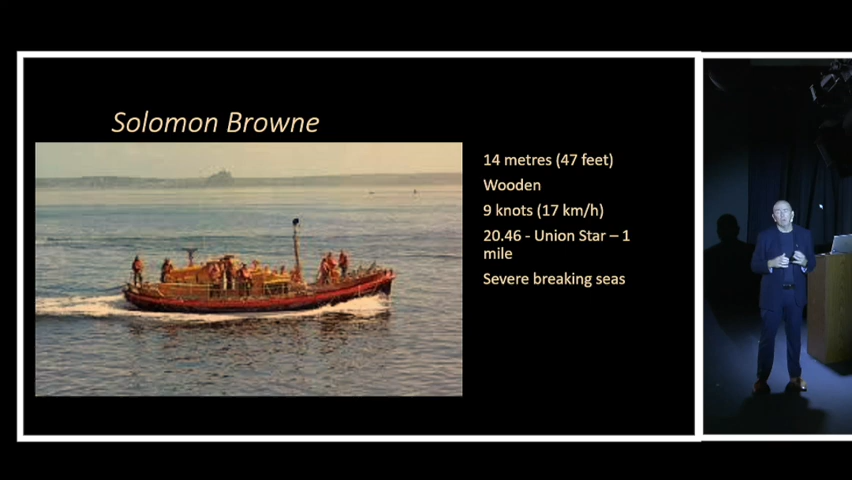 Solomon Browne
14 metres (47 feet)
Wooden
9 knots (17 km/h)
20.46 - Union Star – 1
mile
Severe breaking seas